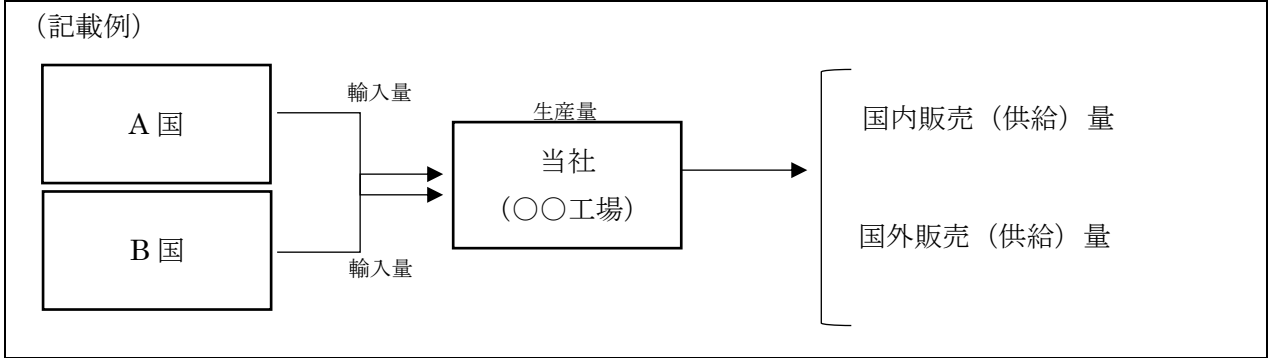 （記載例）
A 国
輸入量
生産量
当社
（○○工場）
国内販売（供給）量
B 国
輸入量
国外販売（供給）量